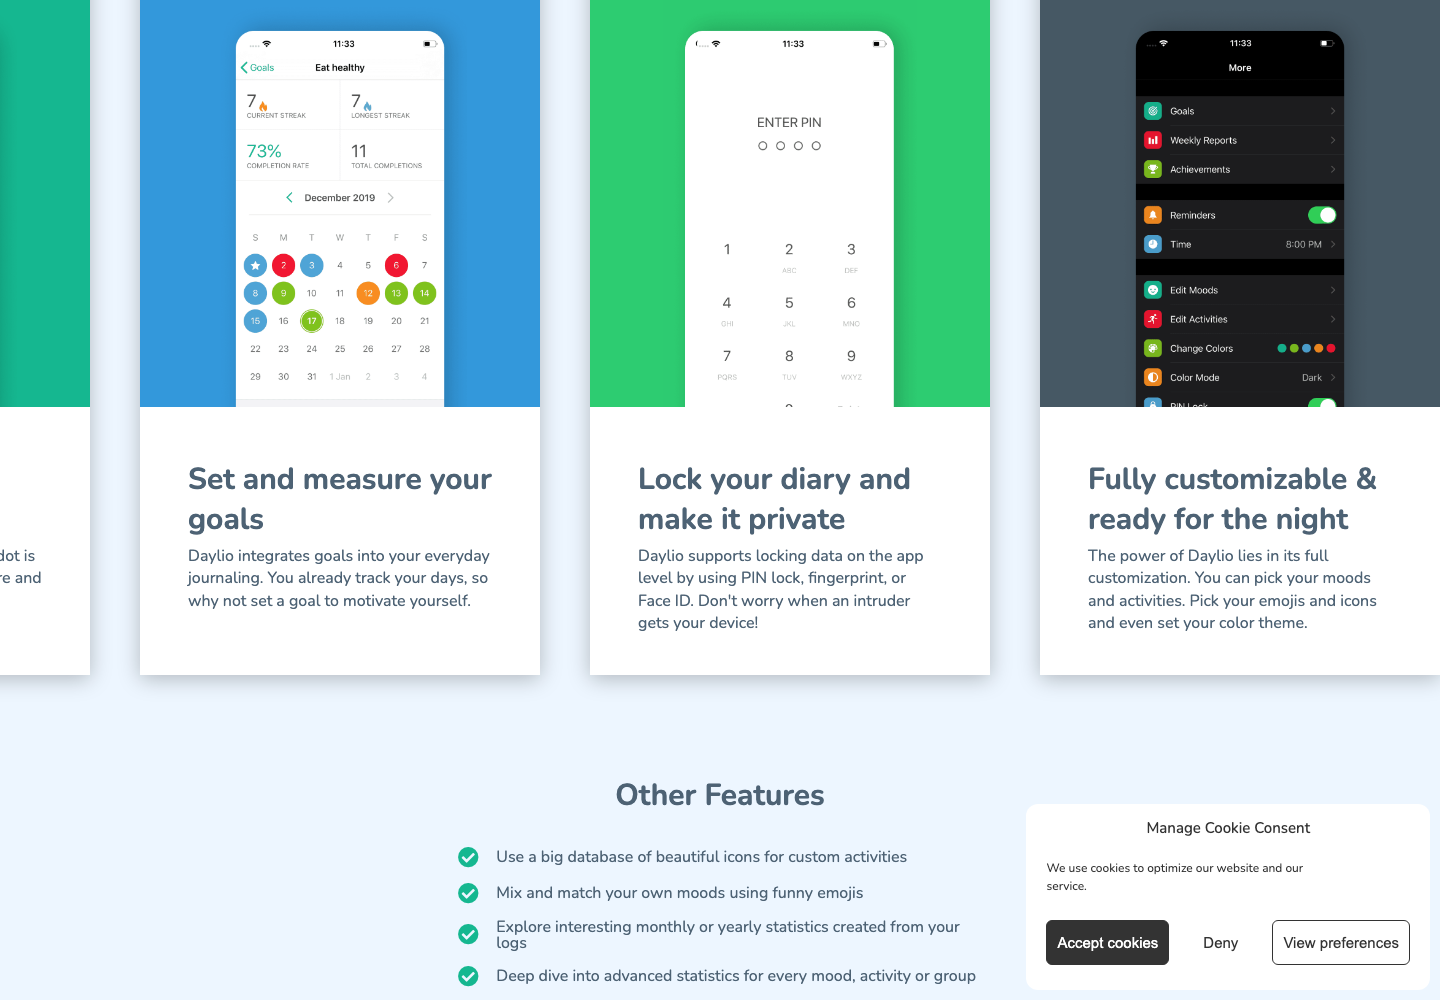 11:33
Goals
Eat healthy
7
CURRENT STREAK
7
LONGEST STREAK
73%
COMPLETION RATE
11
TOTAL COMPLETIONS
December 2019
S M T W T F S
2 3 4 5 6 7
8 9 10 11 12 13 14
15 16 17 18 19 20 21
22 23 24 25 26 27 28
29 30 31 1 Jan 2 3 4
11:33
ENTER PIN
1 2 3
ABC DEF
4 5 6
GHI JKL MNO
7 8 9
PQRS TUV WXYZ
11:33
More
Goals
Weekly Reports
Achievements
Reminders
Time 8:00 PM
Edit Moods
Edit Activities
Change Colors
Color Mode Dark
PIN Lock
dot is
re and
Set and measure your
goals
Daylio integrates goals into your everyday
journaling. You already track your days, so
why not set a goal to motivate yourself.
Lock your diary and
make it private
Daylio supports locking data on the app
level by using PIN lock, fingerprint, or
Face ID. Don't worry when an intruder
gets your device!
Fully customizable &
ready for the night
The power of Daylio lies in its full
customization. You can pick your moods
and activities. Pick your emojis and icons
and even set your color theme.
Other Features
Use a big database of beautiful icons for custom activities
Mix and match your own moods using funny emojis
Explore interesting monthly or yearly statistics created from your
logs
Deep dive into advanced statistics for every mood, activity or group
Manage Cookie Consent
We use cookies to optimize our website and our
service.
Accept cookies
Deny
View preferences